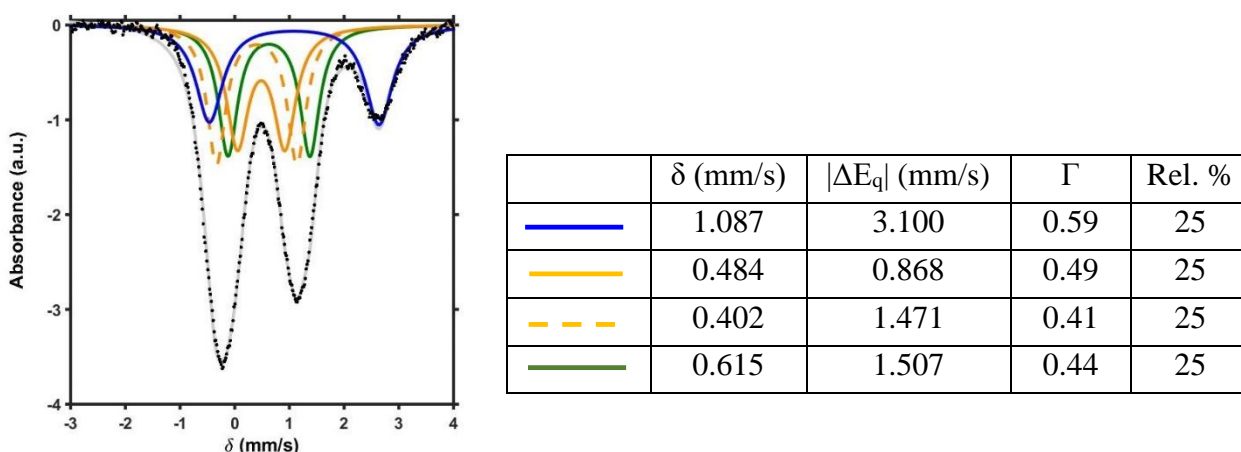 0
-1
-2
-3
-4
Absorbance (a.u.)
-3 -2 -1 0 1 2 3 4
δ (mm/s)
δ (mm/s) |ΔEq| (mm/s) Γ Rel. %
1.087 3.100 0.59 25
0.484 0.868 0.49 25
0.402 1.471 0.41 25
0.615 1.507 0.44 25